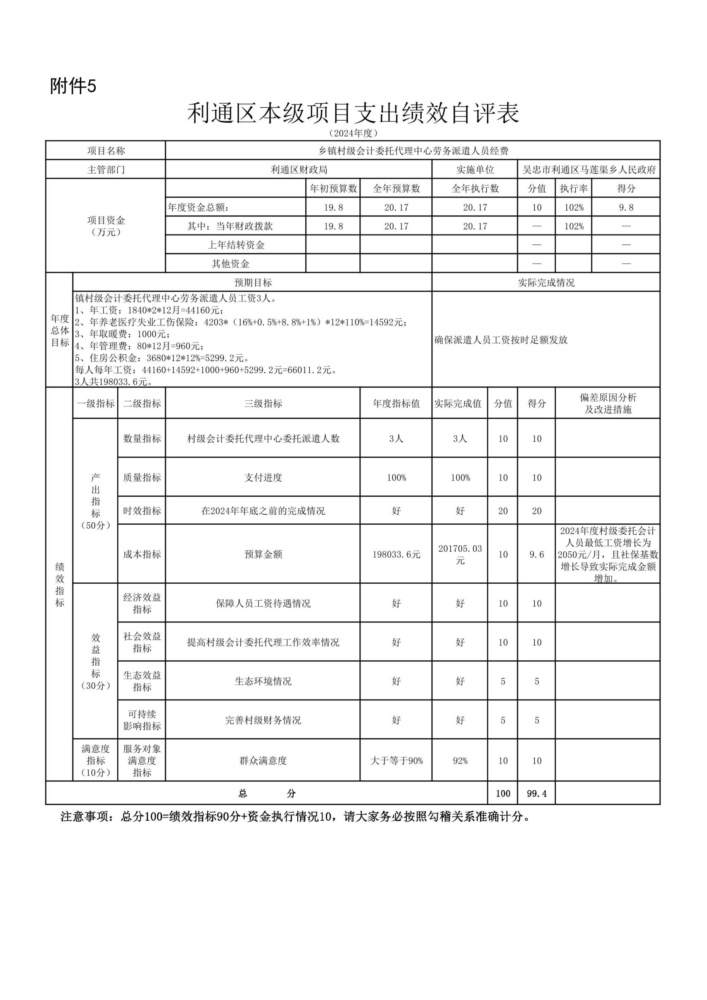 附件5
利通区本级项目支出绩效自评表
（2024年度）
项目名称 乡镇村级会计委托代理中心劳务派遣人员经费
主管部门 利通区财政局 实施单位 吴忠市利通区马莲渠乡人民政府
项目资金
（万元）
年初预算数 全年预算数 全年执行数 分值 执行率 得分
年度资金总额： 19.8 20.17 20.17 10 102% 9.8
其中：当年财政拨款 19.8 20.17 20.17 — 102% —
上年结转资金 — —
其他资金 — —
年度
总体
目标
预期目标 实际完成情况
镇村级会计委托代理中心劳务派遣人员工资3人。
1、年工资：1840*2*12月=44160元；
2、年养老医疗失业工伤保险：4203*（16%+0.5%+8.8%+1%）*12*110%=14592元；
3、年取暖费：1000元；
4、年管理费：80*12月=960元；
5、住房公积金：3680*12*12%=5299.2元。
每人每年工资：44160+14592+1000+960+5299.2元=66011.2元。
3人共198033.6元。
确保派遣人员工资按时足额发放
绩
效
指
标
一级指标 二级指标 三级指标 年度指标值 实际完成值 分值 得分 偏差原因分析
及改进措施
产
出
指
标
（50分）
数量指标 村级会计委托代理中心委托派遣人数 3人 3人 10 10
质量指标 支付进度 100% 100% 10 10
时效指标 在2024年年底之前的完成情况 好 好 20 20
成本指标 预算金额 198033.6元 201705.03
元 10 9.6
2024年度村级委托会计
人员最低工资增长为
2050元/月，且社保基数
增长导致实际完成金额
增加。
效
益
指
标
（30分）
经济效益
指标 保障人员工资待遇情况 好 好 10 10
社会效益
指标 提高村级会计委托代理工作效率情况 好 好 10 10
生态效益
指标 生态环境情况 好 好 5 5
可持续
影响指标 完善村级财务情况 好 好 5 5
满意度
指标
（10分）
服务对象
满意度
指标 群众满意度 大于等于90% 92% 10 10
总 分 100 99.4
注意事项：总分100=绩效指标90分+资金执行情况10，请大家务必按照勾稽关系准确计分。